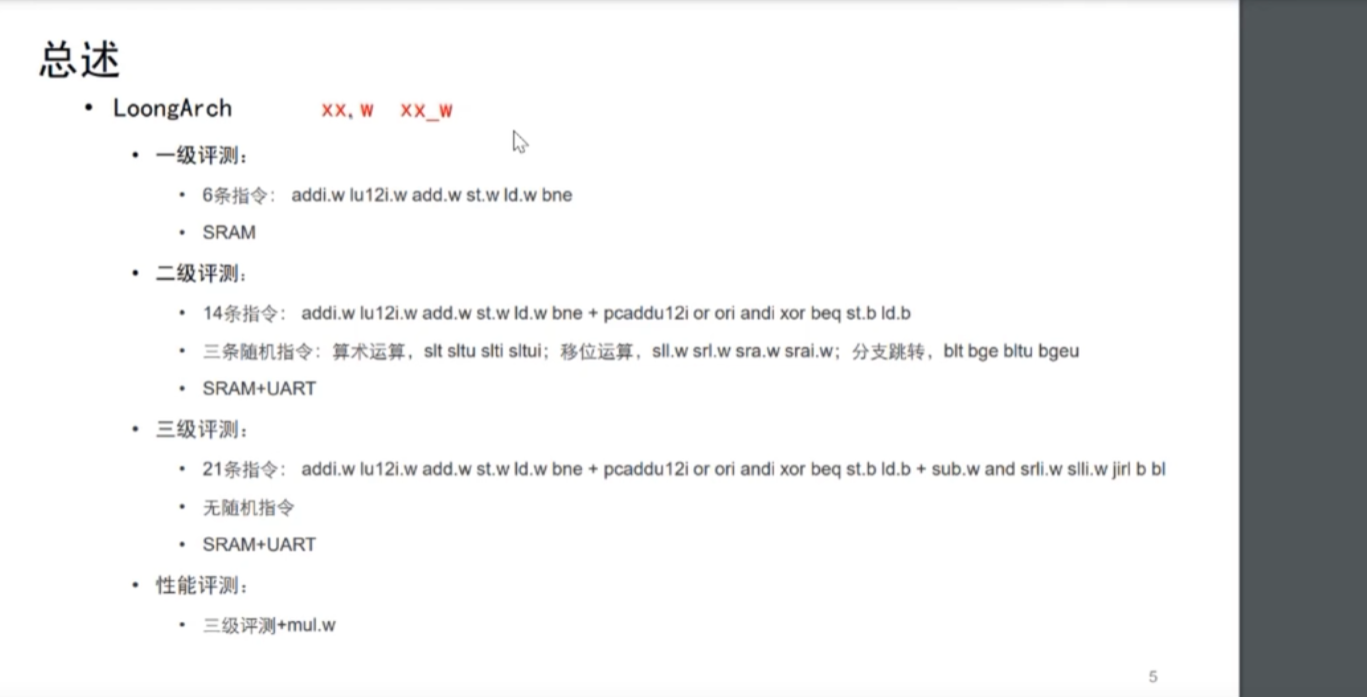 总述
• LoongArch xx.w xx_w
• 一级评测：
• 6条指令： addi.w lu12i.w add.w st.w ld.w bne
• SRAM
• 二级评测：
• 14条指令： addi.w lu12i.w add.w st.w ld.w bne + pcaddu12i or ori andi xor beq st.b ld.b
• 三条随机指令：算术运算，slt sltu slti sltui；移位运算，sll.w srl.w sra.w srai.w；分支跳转，blt bge bltu bgeu
• SRAM+UART
• 三级评测：
• 21条指令： addi.w lu12i.w add.w st.w ld.w bne + pcaddu12i or ori andi xor beq st.b ld.b + sub.w and srli.w slli.w jirl b bl
• 无随机指令
• SRAM+UART
• 性能评测：
• 三级评测+mul.w
5